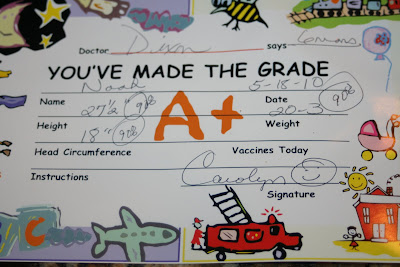 Doctor Dixon says Congrats
YOU'VE MADE THE GRADE
Noah 5-18-10
Name Date
27½" 90% A+ 20-3 90%
Height Weight
18" 90%
Head Circumference Vaccines Today
Carolyn
Instructions Signature
C